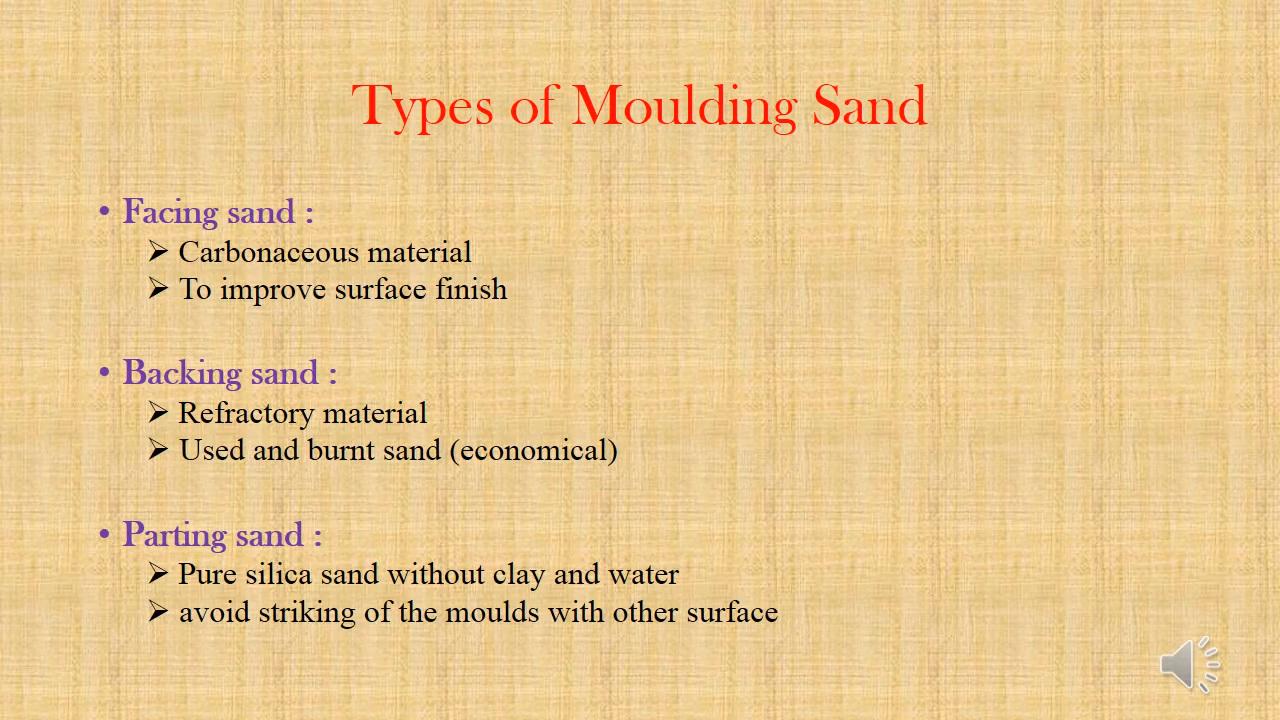 Types of Moulding Sand
• Facing sand :
➢ Carbonaceous material
➢ To improve surface finish
• Backing sand :
➢ Refractory material
➢ Used and burnt sand (economical)
• Parting sand :
➢ Pure silica sand without clay and water
➢ avoid striking of the moulds with other surface